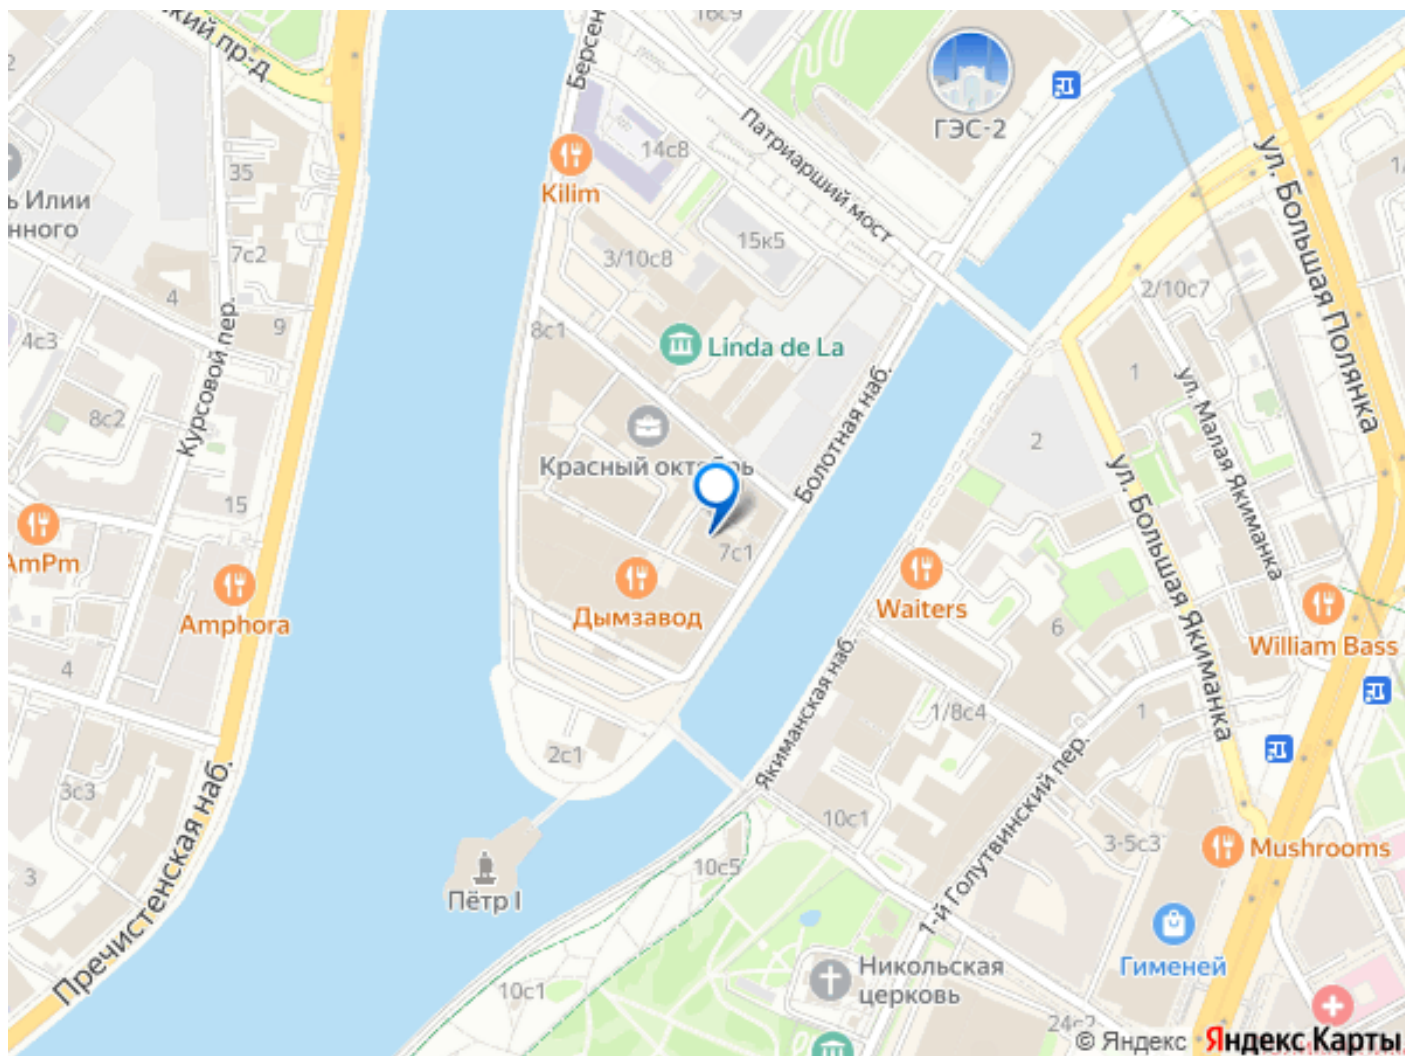 16с9
ский пр-д
Берсен
ГЭС-2
Патриарший мост
14с8
35
Kilim
ь Илии
нного
7с2
15к5
3/10с8
ул. Большая Полянка
2/10с7
4
9
4с3
8с1
Linda de La
Курсовой пер.
Болотная наб.
1
ул. Малая Якиманка
8с2
2
Красный октябрь
15
AmPm
7с1
ул. Большая Якиманка
Дымзавод
Waiters
Amphora
6
William Bass
4
Якиманская наб.
1/8с4
1
2с1
3с3
10с1
3-5с3
Mushrooms
10с5
3
Пётр I
Пречистенская наб.
1-й Голутвинский пер.
Гименей
Никольская
церковь
10с1
24с2
© Яндекс Яндекс Карты